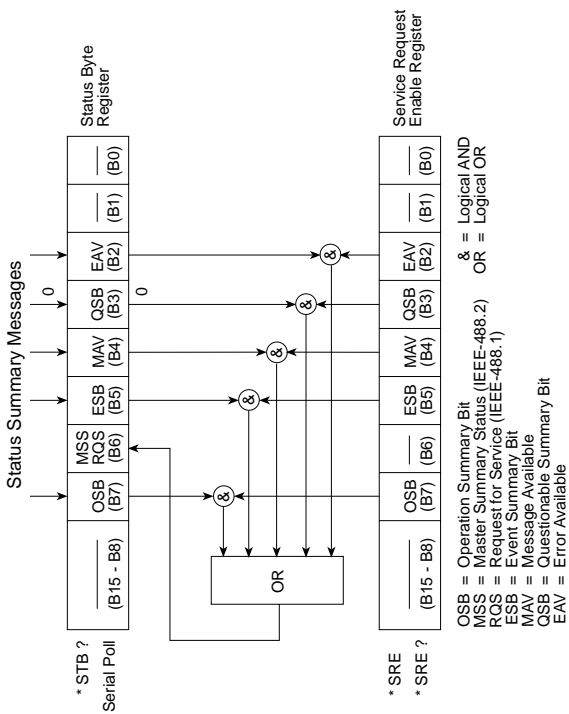 Status Summary Messages
0
* STB ?
Serial Poll
(B15 - B8)
OSB
(B7)
MSS
RQS
(B6)
ESB
(B5)
MAV
(B4)
QSB
(B3)
EAV
(B2)
(B1)
(B0)
Status Byte
Register
0
&
&
&
&
&
OR
* SRE
* SRE ?
(B15 - B8)
OSB
(B7)
(B6)
ESB
(B5)
MAV
(B4)
QSB
(B3)
EAV
(B2)
(B1)
(B0)
Service Request
Enable Register
OSB = Operation Summary Bit
MSS = Master Summary Status (IEEE-488.2)
RQS = Request for Service (IEEE-488.1)
ESB = Event Summary Bit
MAV = Message Available
QSB = Questionable Summary Bit
EAV = Error Available
& = Logical AND
OR = Logical OR